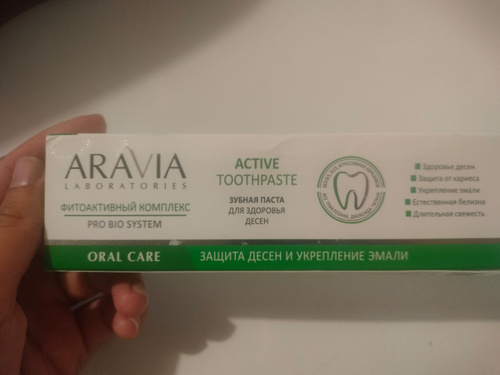 ARAVIA
LABORATORIES
ФИТОАКТИВНЫЙ КОМПЛЕКС
PRO BIO SYSTEM
ACTIVE
TOOTHPASTE
ЗУБНАЯ ПАСТА
ДЛЯ ЗДОРОВЬЯ
ДЕСЕН
Здоровье десен
Защита от кариеса
Укрепление эмали
Естественная белизна
Длительная свежесть
ORAL CARE
ЗАЩИТА ДЕСЕН И УКРЕПЛЕНИЕ ЭМАЛИ